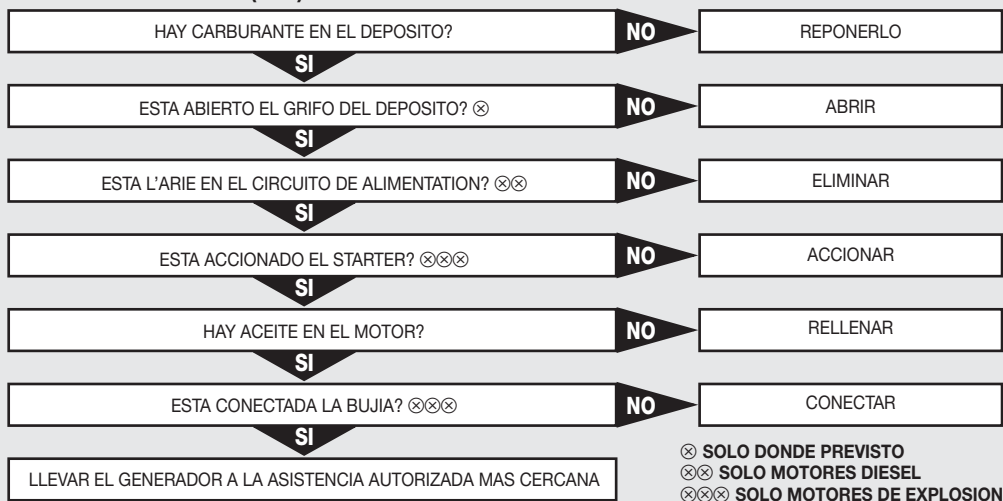 HAY CARBURANTE EN EL DEPOSITO? NO REPONERLO
SI
ESTA ABIERTO EL GRIFO DEL DEPOSITO? ⊗ NO ABRIR
SI
ESTA L'ARIE EN EL CIRCUITO DE ALIMENTATION? ⊗⊗ NO ELIMINAR
SI
ESTA ACCIONADO EL STARTER? ⊗⊗⊗ NO ACCIONAR
SI
HAY ACEITE EN EL MOTOR? NO RELLENAR
SI
ESTA CONECTADA LA BUJIA? ⊗⊗⊗ NO CONECTAR
SI
LLEVAR EL GENERADOR A LA ASISTENCIA AUTORIZADA MAS CERCANA
⊗ SOLO DONDE PREVISTO
⊗⊗ SOLO MOTORES DIESEL
⊗⊗⊗ SOLO MOTORES DE EXPLOSION